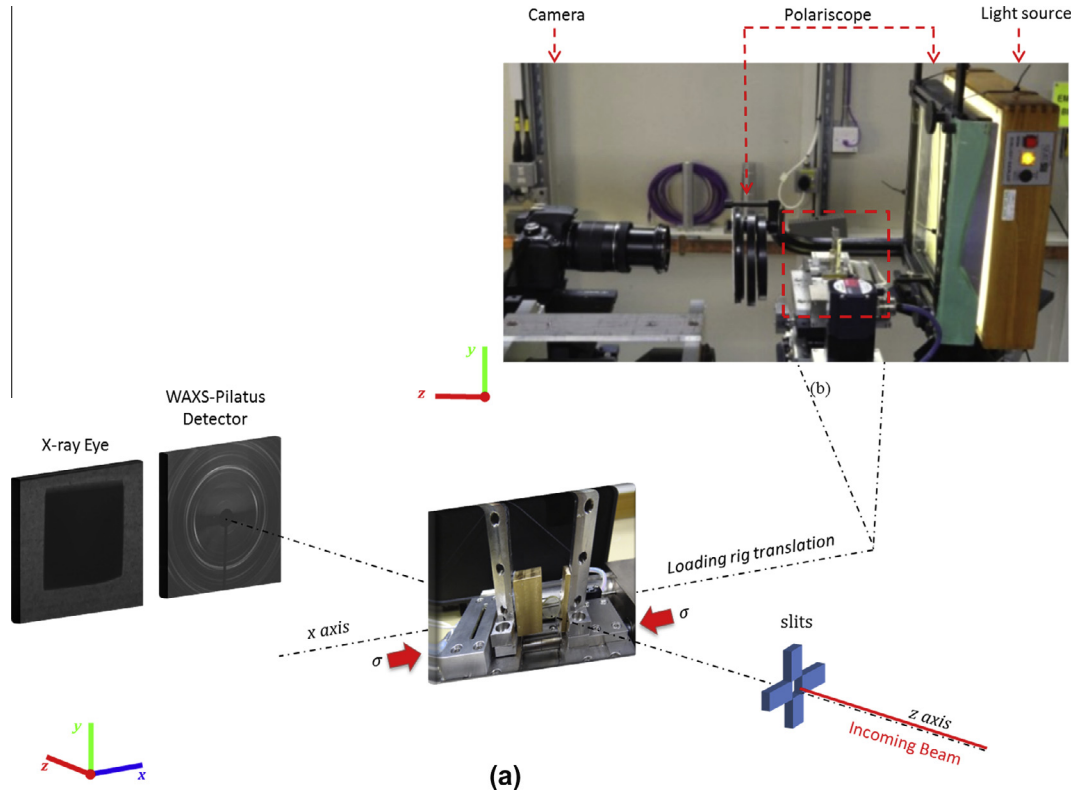 Camera
Polariscope
Light source
y
z
(b)
WAXS-Pilatus
Detector
X-ray Eye
Loading rig translation
x axis
σ
σ
slits
z axis
Incoming Beam
y
z
x
(a)